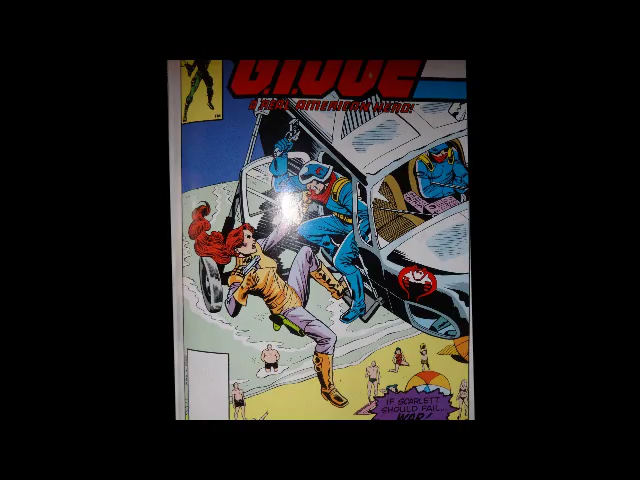 G.I. JOE
A REAL AMERICAN HERO!
IF SCARLETT
SHOULD FAIL..
WAR!